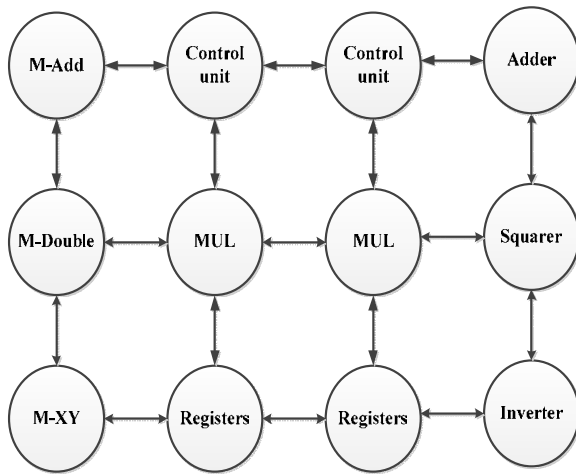 M-Add
Control
unit
Control
unit
Adder
M-Double
MUL
MUL
Squarer
M-XY
Registers
Registers
Inverter